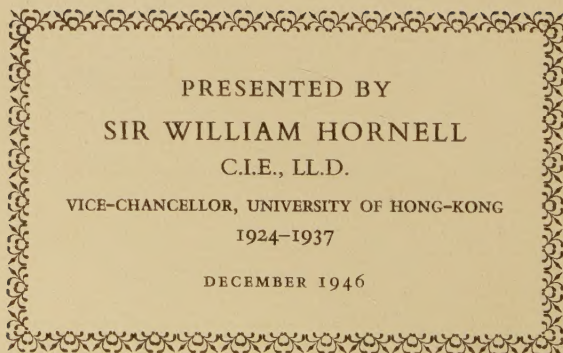 PRESENTED BY
SIR WILLIAM HORNELL
C.I.E., LL.D.
VICE-CHANCELLOR, UNIVERSITY OF HONG-KONG
1924–1937
DECEMBER 1946